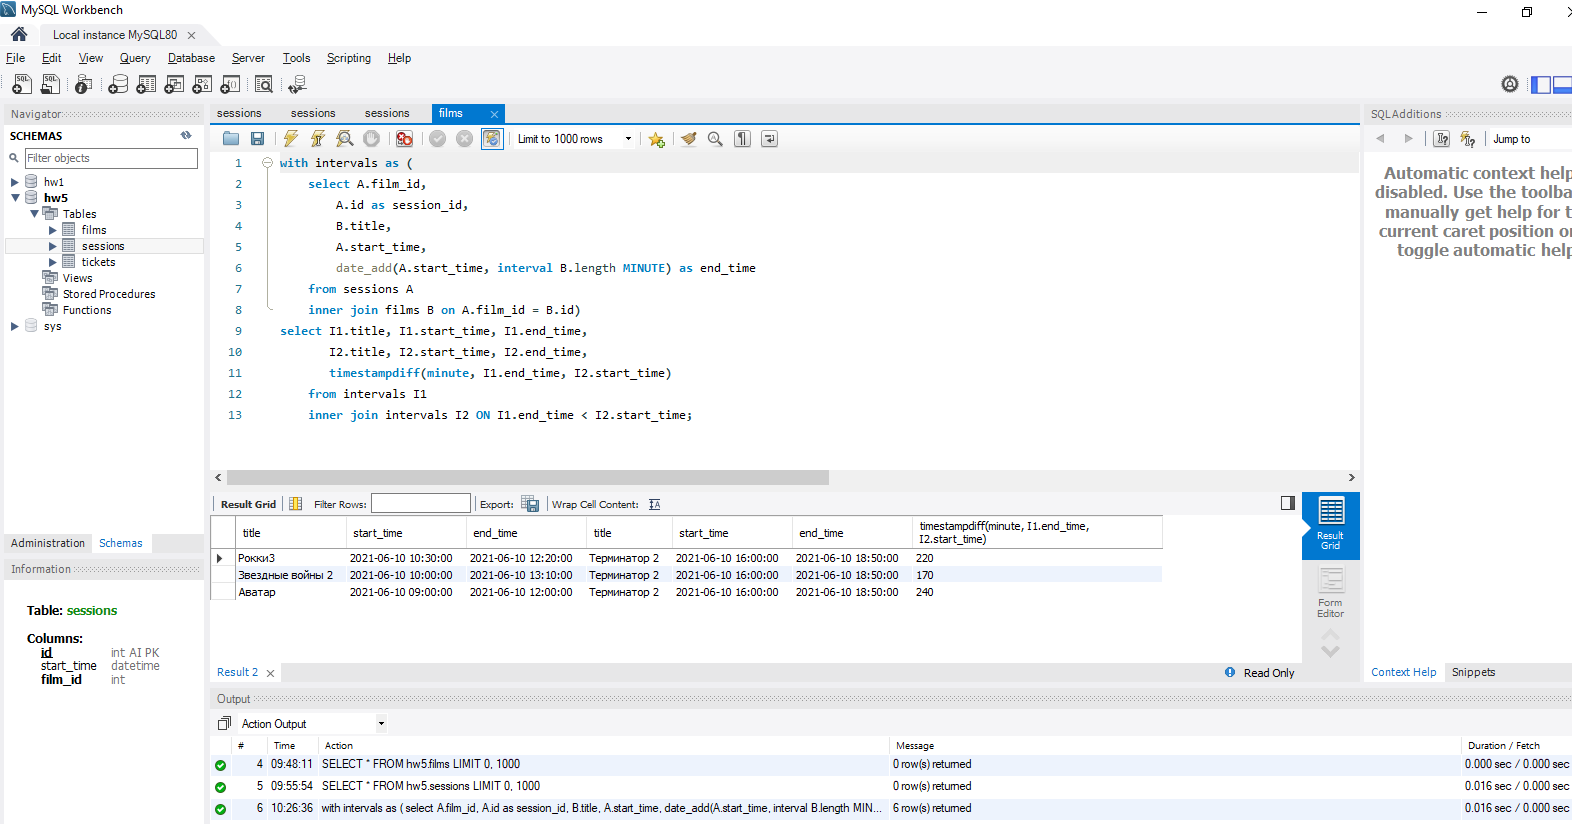 MySQL Workbench
Local instance MySQL80
File Edit View Query Database Server Tools Scripting Help
Navigator
SCHEMAS
Filter objects
hw1
hw5
Tables
films
sessions
tickets
Views
Stored Procedures
Functions
sys
Administration Schemas
Information
Table: sessions
Columns:
id int AI PK
start_time datetime
film_id int
sessions sessions sessions films
Limit to 1000 rows
1 with intervals as (
2 select A.film_id,
3 A.id as session_id,
4 B.title,
5 A.start_time,
6 date_add(A.start_time, interval B.length MINUTE) as end_time
7 from sessions A
8 inner join films B on A.film_id = B.id)
9 select I1.title, I1.start_time, I1.end_time,
10 I2.title, I2.start_time, I2.end_time,
11 timestampdiff(minute, I1.end_time, I2.start_time)
12 from intervals I1
13 inner join intervals I2 ON I1.end_time < I2.start_time;
Result Grid Filter Rows: Export: Wrap Cell Content:
title start_time end_time title start_time end_time timestampdiff(minute, I1.end_time,
I2.start_time)
Рокки3 2021-06-10 10:30:00 2021-06-10 12:20:00 Терминатор 2 2021-06-10 16:00:00 2021-06-10 18:50:00 220
Звездные войны 2 2021-06-10 10:00:00 2021-06-10 13:10:00 Терминатор 2 2021-06-10 16:00:00 2021-06-10 18:50:00 170
Аватар 2021-06-10 09:00:00 2021-06-10 12:00:00 Терминатор 2 2021-06-10 16:00:00 2021-06-10 18:50:00 240
Result
Grid
Form
Editor
Result 2
Read Only
SQLAdditions
Jump to
Automatic context help
disabled. Use the toolba
manually get help for t
current caret position o
toggle automatic help
Context Help Snippets
Output
Action Output
# Time Action Message Duration / Fetch
4 09:48:11 SELECT * FROM hw5.films LIMIT 0, 1000 0 row(s) returned 0.000 sec / 0.000 sec
5 09:55:54 SELECT * FROM hw5.sessions LIMIT 0, 1000 0 row(s) returned 0.016 sec / 0.000 sec
6 10:26:36 with intervals as ( select A.film_id, A.id as session_id, B.title, A.start_time, date_add(A.start_time, interval B.length MIN... 6 row(s) returned 0.016 sec / 0.000 sec